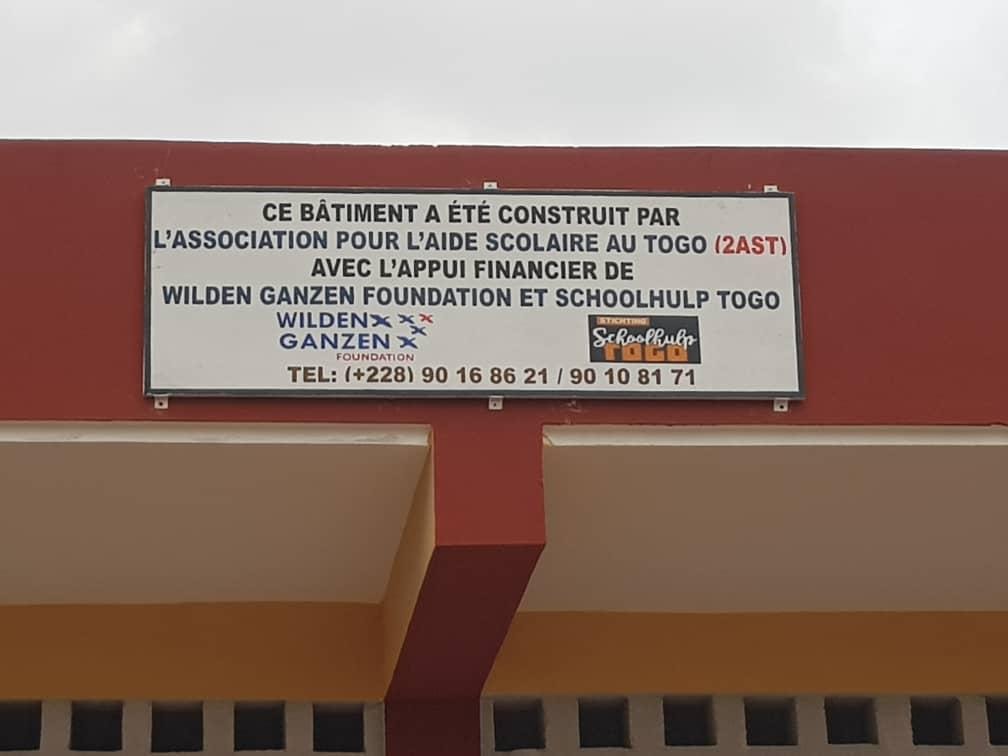 CE BÂTIMENT A ÉTÉ CONSTRUIT PAR
L'ASSOCIATION POUR L'AIDE SCOLAIRE AU TOGO (2AST)
AVEC L'APPUI FINANCIER DE
WILDEN GANZEN FOUNDATION ET SCHOOLHULP TOGO
WILDEN
GANZEN
FOUNDATION
STICHTING
Schoolhulp
TOGO
TEL: (+228) 90 16 86 21 / 90 10 81 71